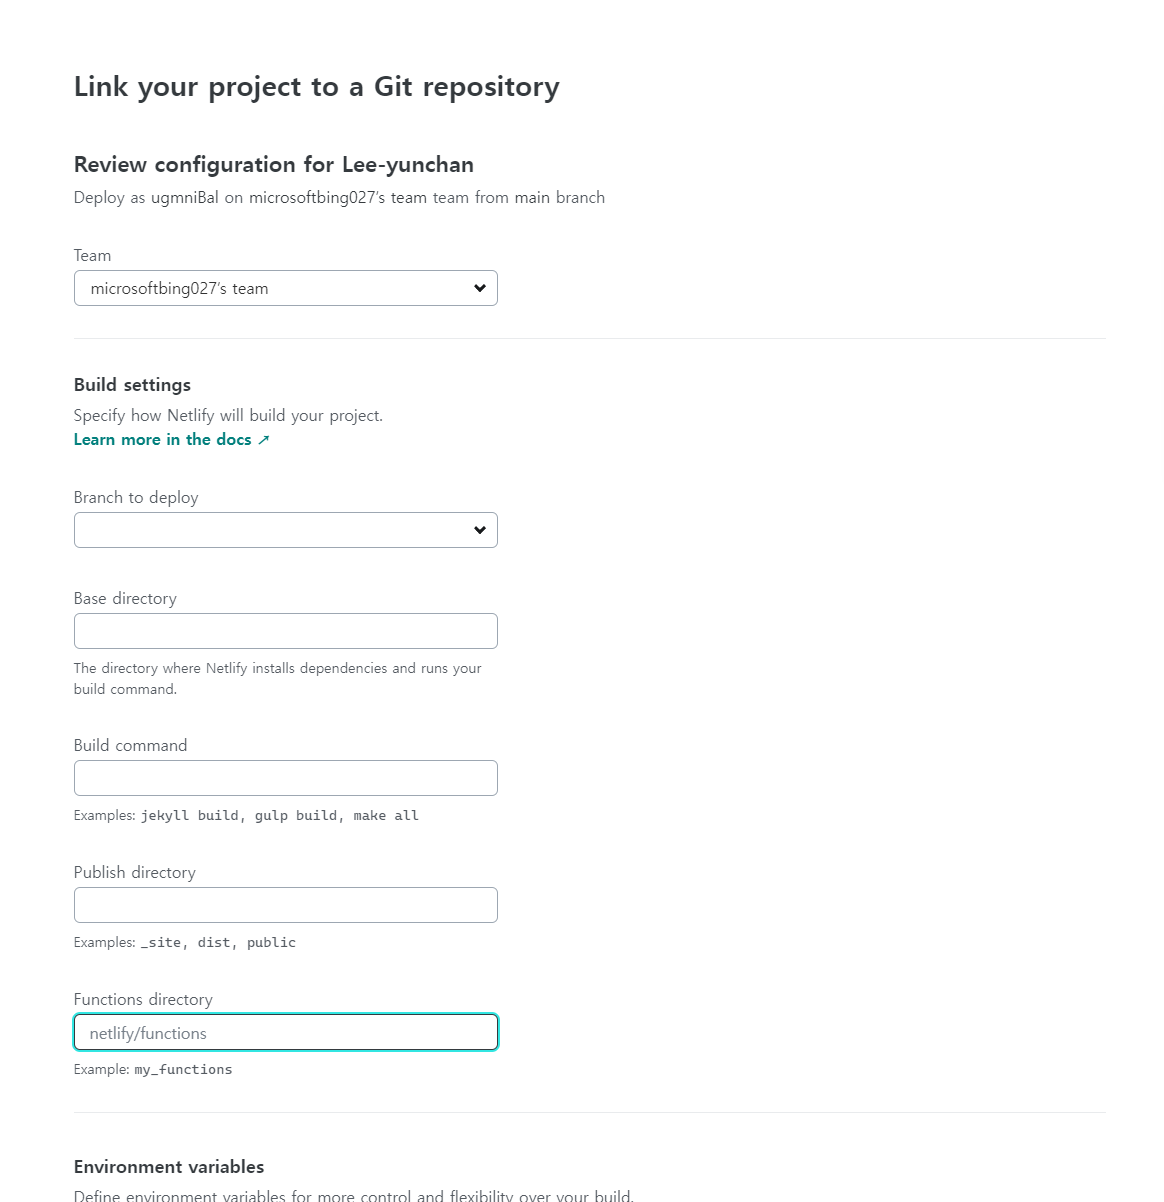 Link your project to a Git repository
Review configuration for Lee-yunchan
Deploy as ugmniBal on microsoftbing027's team team from main branch
Team
microsoftbing027's team
Build settings
Specify how Netlify will build your project.
Learn more in the docs ↗
Branch to deploy
Base directory
The directory where Netlify installs dependencies and runs your
build command.
Build command
Examples: jekyll build, gulp build, make all
Publish directory
Examples: _site, dist, public
Functions directory
netlify/functions
Example: my_functions
Environment variables
Define environment variables for more control and flexibility over your build.